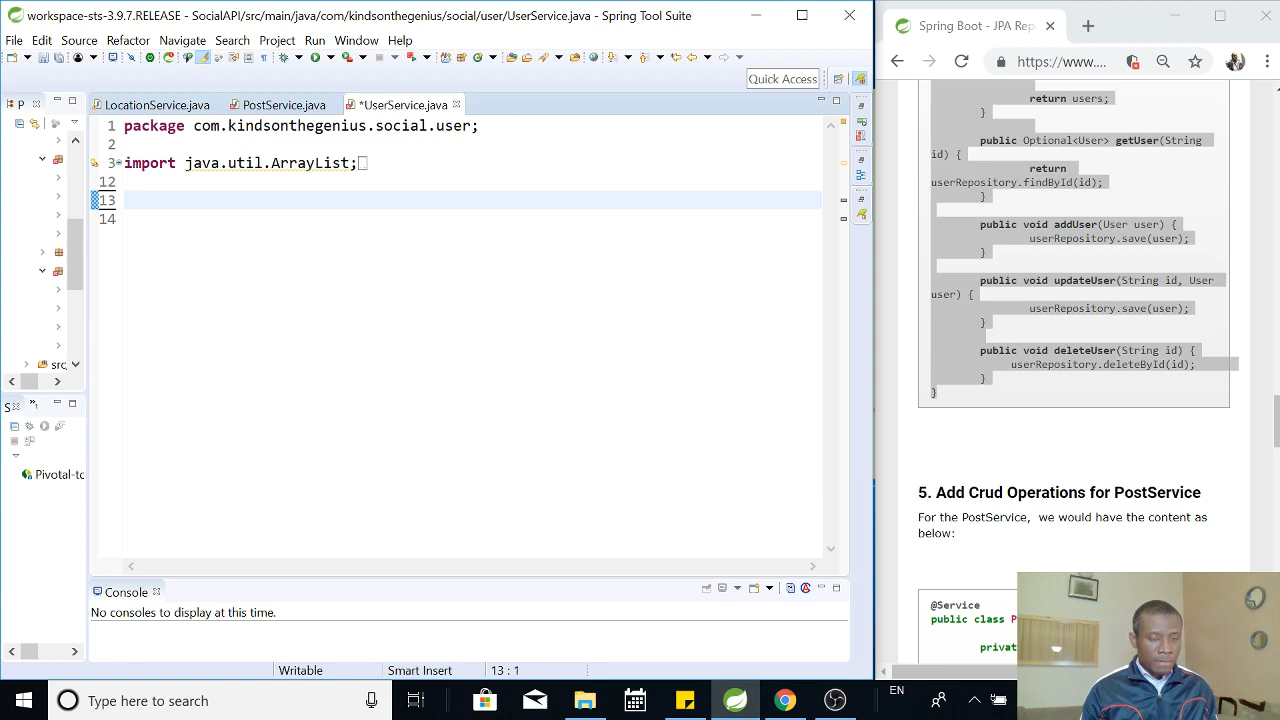 workspace-sts-3.9.7.RELEASE - SocialAPI/src/main/java/com/kindsonthegenius/social/user/UserService.java - Spring Tool Suite
File Edit Source Refactor Navigate Search Project Run Window Help
Quick Access
P
LocationService.java PostService.java *UserService.java
1 package com.kindsonthegenius.social.user;
2
3 import java.util.ArrayList;
12
13
14
src,
S
1
Pivotal-tc
Console
No consoles to display at this time.
Writable Smart Insert 13 : 1
Spring Boot - JPA Rep
https://www....
return users;
}
public Optional<User> getUser(String
id) {
return
userRepository.findById(id);
}
public void addUser(User user) {
userRepository.save(user);
}
public void updateUser(String id, User
user) {
userRepository.save(user);
}
public void deleteUser(String id) {
userRepository.deleteById(id);
}
}
5. Add Crud Operations for PostService
For the PostService, we would have the content as
below:
@Service
public class P
privat
Type here to search
EN